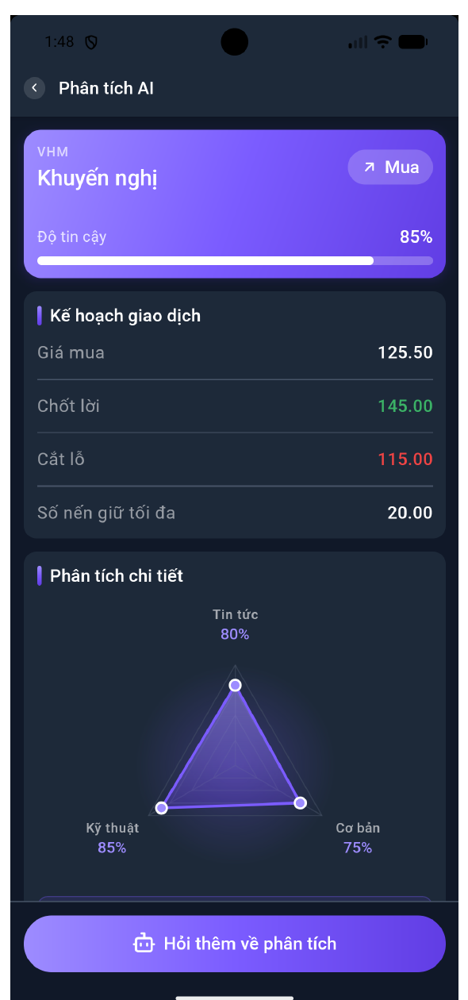 1:48
Phân tích AI
VHM
Khuyến nghị
Mua
Độ tin cậy
85%
Kế hoạch giao dịch
Giá mua
125.50
Chốt lời
145.00
Cắt lỗ
115.00
Số nến giữ tối đa
20.00
Phân tích chi tiết
Tin tức
80%
Kỹ thuật
85%
Cơ bản
75%
Hỏi thêm về phân tích